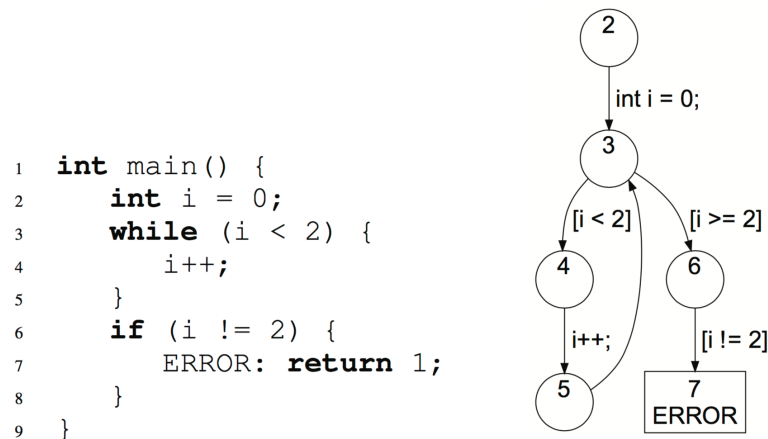 1 int main() {
2 int i = 0;
3 while (i < 2) {
4 i++;
5 }
6 if (i != 2) {
7 ERROR: return 1;
8 }
9 }
2
int i = 0;
3
[i < 2]
[i >= 2]
4
6
i++;
[i != 2]
5
7
ERROR